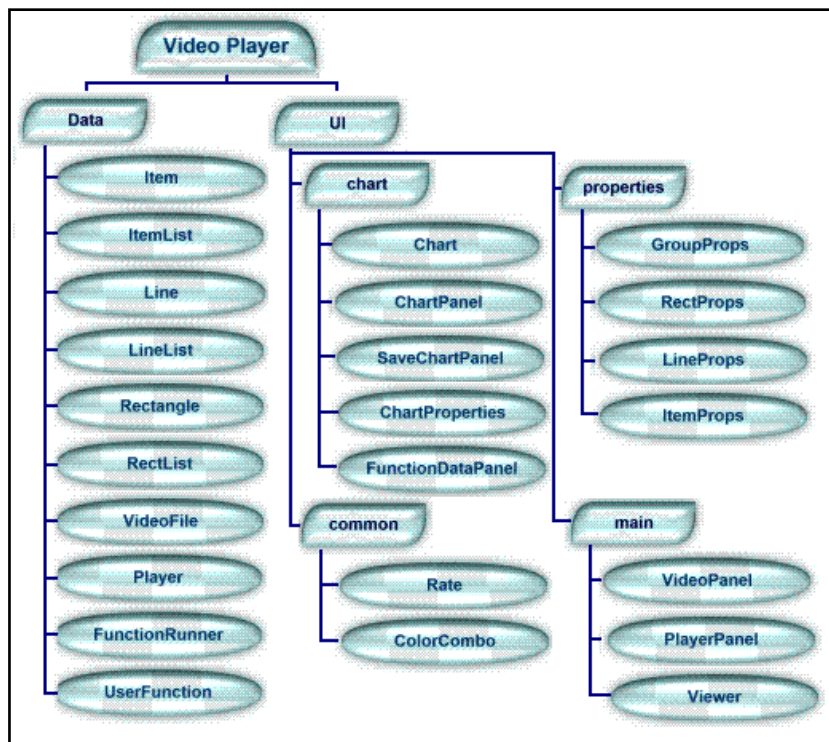 Video Player
Data
Item
ItemList
Line
LineList
Rectangle
RectList
VideoFile
Player
FunctionRunner
UserFunction
UI
chart
Chart
ChartPanel
SaveChartPanel
ChartProperties
FunctionDataPanel
common
Rate
ColorCombo
properties
GroupProps
RectProps
LineProps
ItemProps
main
VideoPanel
PlayerPanel
Viewer